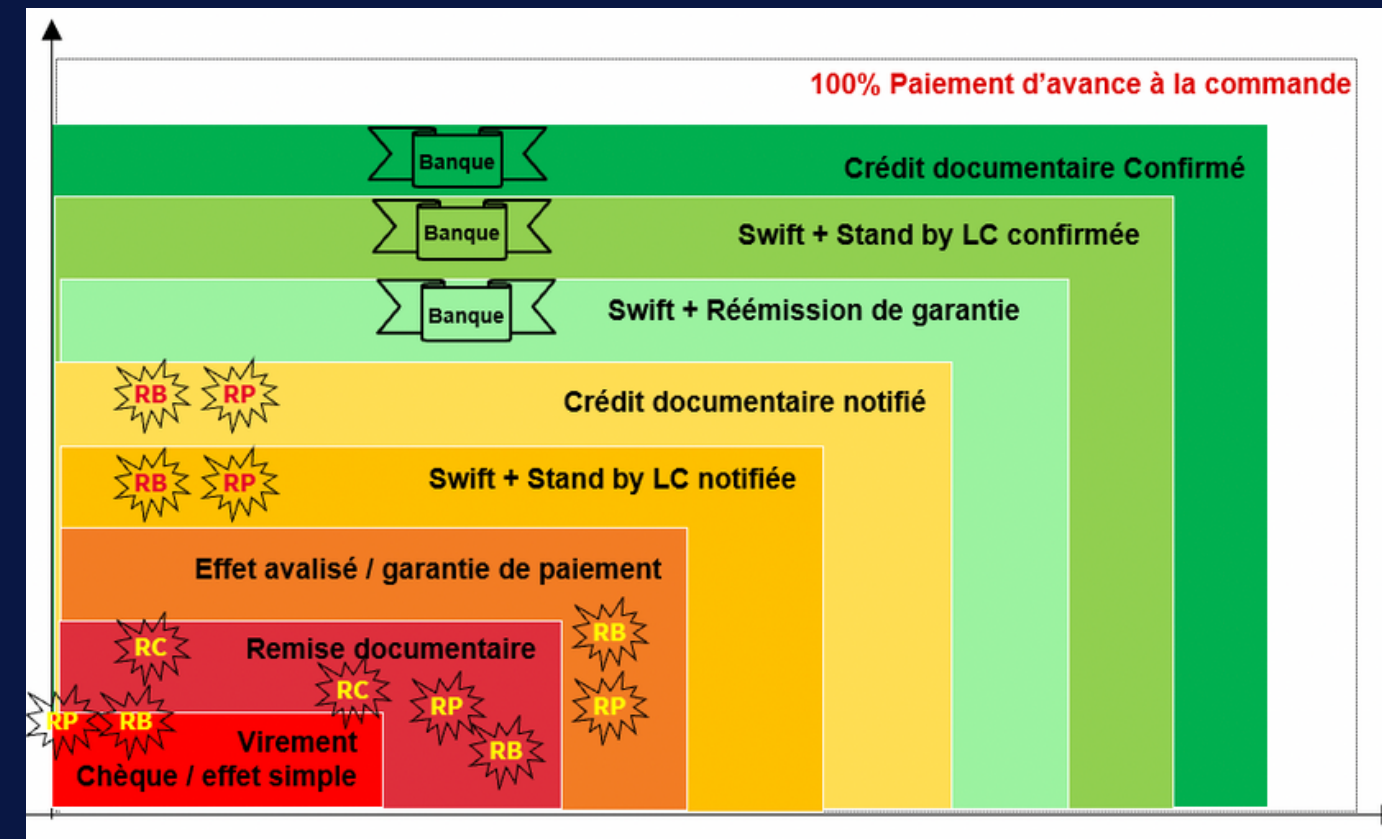 100% Paiement d’avance à la commande
Banque
Crédit documentaire Confirmé
Banque
Swift + Stand by LC confirmée
Banque
Swift + Réémission de garantie
RB RP
Crédit documentaire notifié
RB RP
Swift + Stand by LC notifiée
Effet avalisé / garantie de paiement
RB
RC
Remise documentaire
RC
RP
RP
RP RB
RB
Virement
Chèque / effet simple